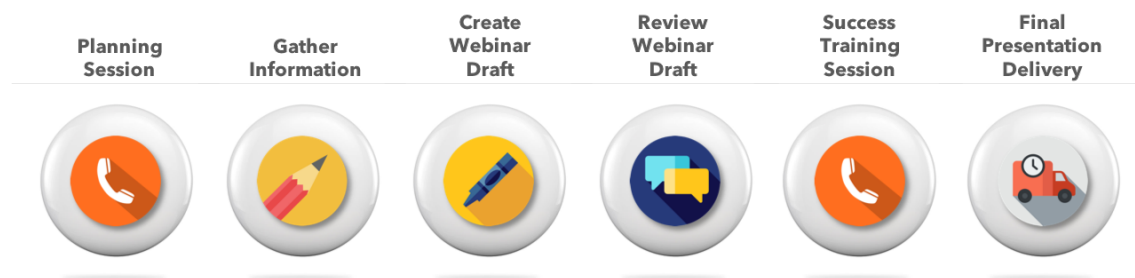 Planning
Session
Gather
Information
Create
Webinar
Draft
Review
Webinar
Draft
Success
Training
Session
Final
Presentation
Delivery